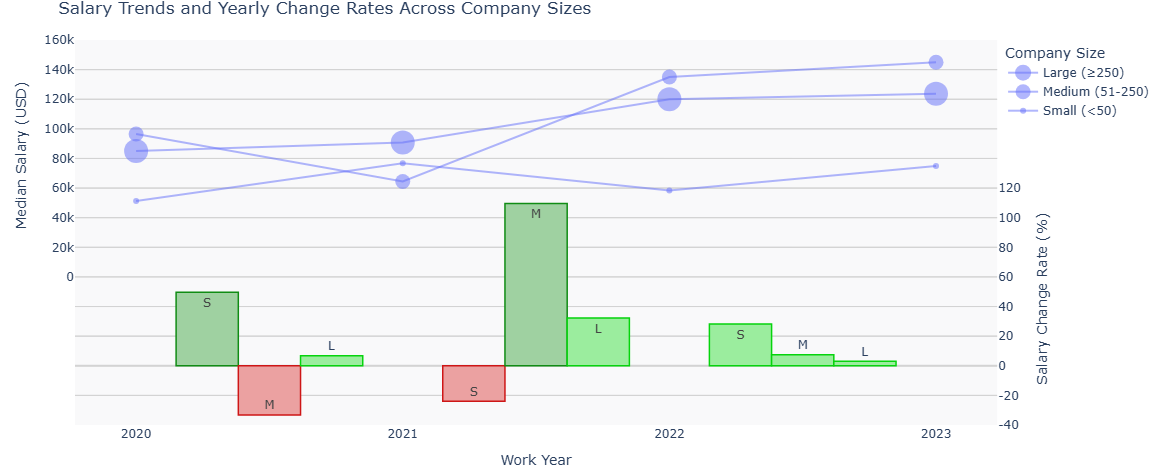 Salary Trends and Yearly Change Rates Across Company Sizes
160k
140k
120k
100k
80k
60k
40k
20k
0
Median Salary (USD)
Company Size
Large (≥250)
Medium (51-250)
Small (<50)
120
100
80
60
40
20
0
-20
-40
Salary Change Rate (%)
S
M
L
S
M
L
S
M
L
2020
2021
2022
2023
Work Year